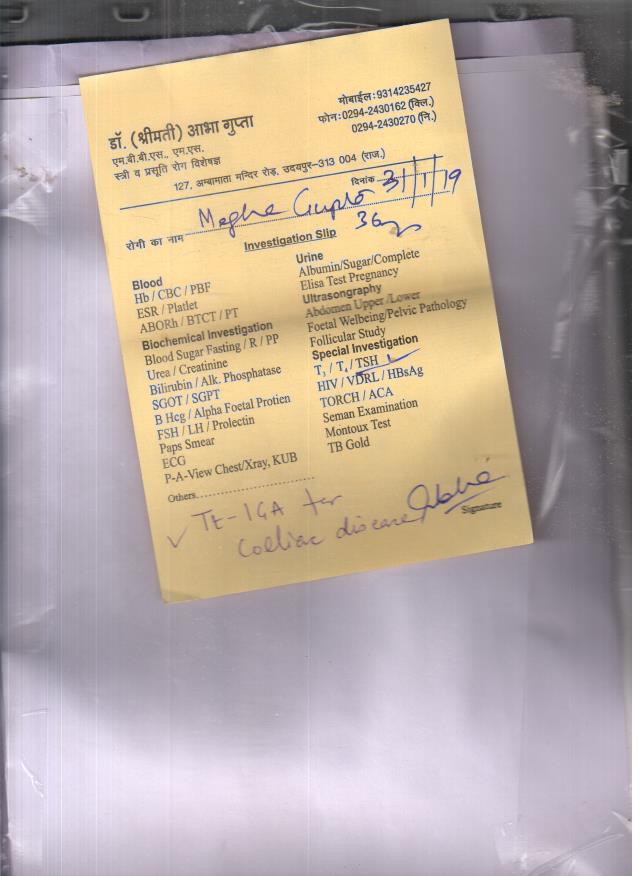 डॉ. (श्रीमती) आभा गुप्ता
एम.बी.बी.एस., एम.एस.
स्त्री व प्रसूति रोग विशेषज्ञ
मोबाईल:9314235427
फोन:0294-2430162 (क्लि.)
0294-2430270 (नि.)
127, अम्बामाता मन्दिर रोड़, उदयपुर-313 004 (राज.)
दिनांक 31/1/19
रोगी का नाम Megha Gupta
Investigation Slip
Blood
Hb / CBC / PBF
ESR / Platlet
ABORh / BTCT / PT
Biochemical Investigation
Blood Sugar Fasting / R / PP
Urea / Creatinine
Bilirubin / Alk. Phosphatase
SGOT / SGPT
B Hcg / Alpha Foetal Protien
FSH / LH / Prolectin
Paps Smear
ECG
P-A-View Chest/Xray, KUB
Others
Urine
Albumin/Sugar/Complete
Elisa Test Pregnancy
Ultrasongraphy
Abdomen Upper /Lower
Foetal Welbeing/Pelvic Pathology
Follicular Study
Special Investigation
T₃ / T₄ / TSH ✓
HIV / VDRL / HBsAg
TORCH / ACA
Seman Examination
Montoux Test
TB Gold
✓ Tt-IGA for
Coeliac disease
Signature